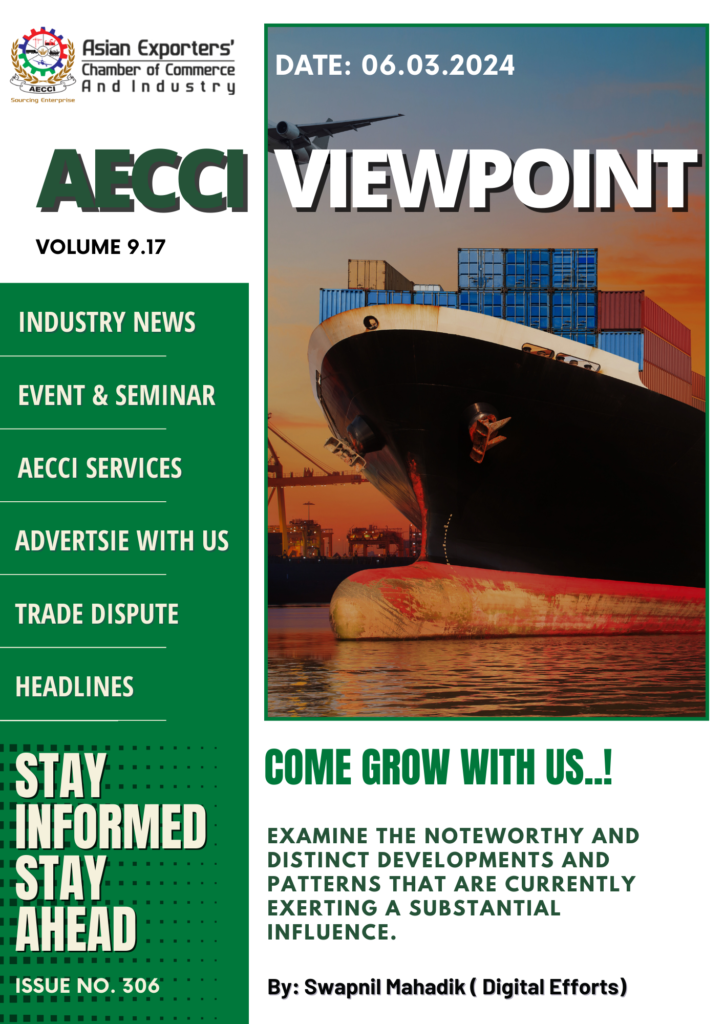 Asian Exporters'
Chamber of Commerce
And Industry
AECCI
Sourcing Enterprise
DATE: 06.03.2024
AECCI VIEWPOINT
VOLUME 9.17
INDUSTRY NEWS
EVENT & SEMINAR
AECCI SERVICES
ADVERTSIE WITH US
TRADE DISPUTE
HEADLINES
STAY
INFORMED
STAY
AHEAD
ISSUE NO. 306
COME GROW WITH US..!
EXAMINE THE NOTEWORTHY AND
DISTINCT DEVELOPMENTS AND
PATTERNS THAT ARE CURRENTLY
EXERTING A SUBSTANTIAL
INFLUENCE.
By: Swapnil Mahadik ( Digital Efforts)